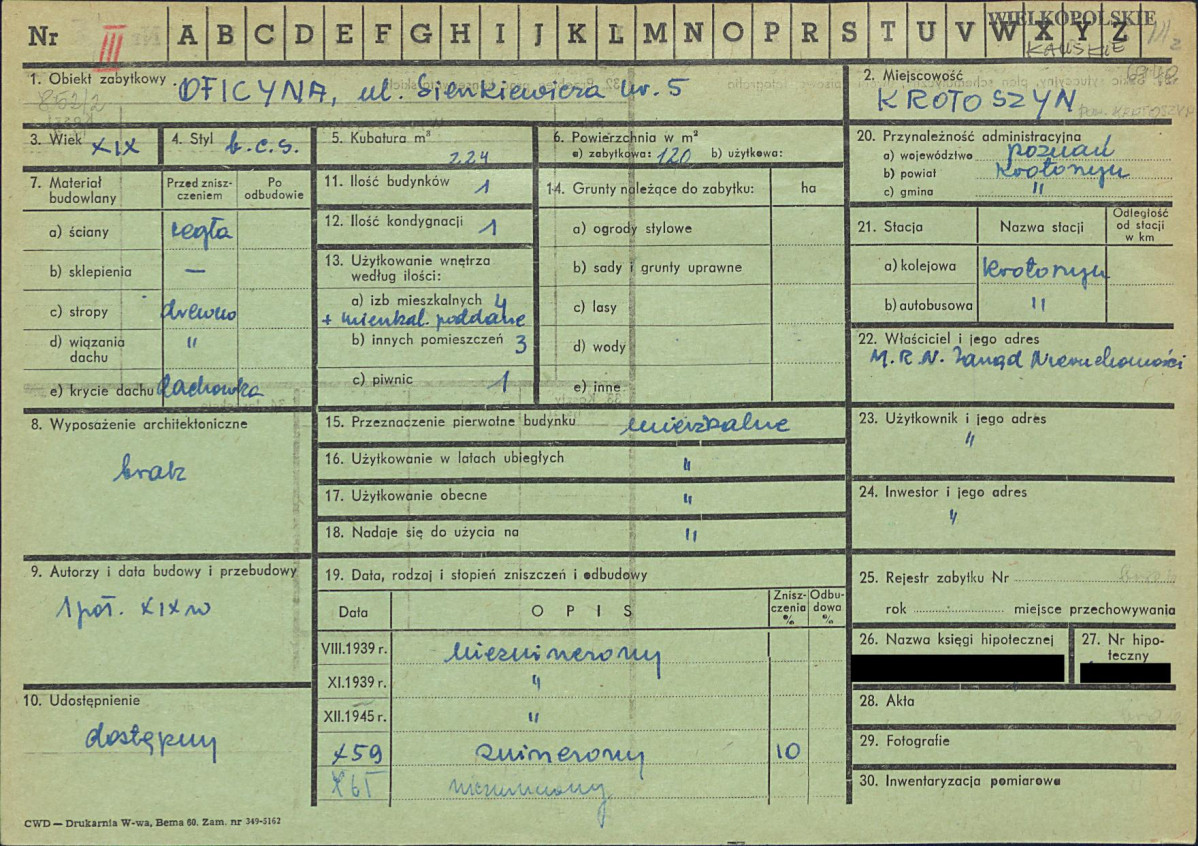 Nr III A B C D E F G H I J K L M N O P R S T U V W X Y Z
WIELKOPOLSKIE
KALISKIE
1. Obiekt zabytkowy OFICYNA, ul. Sienkiewicza nr. 5
852/2
2. Miejscowość
KROTOSZYN
3. Wiek XIX
4. Styl b.c.s.
5. Kubatura m³
224
6. Powierzchnia w m²
a) zabytkowa: 120 b) użytkowa:
7. Materiał budowlany
Przed zniszczeniem
Po odbudowie
a) ściany cegła
b) sklepienia —
c) stropy drewno
d) wiązania dachu "
e) krycie dachu dachówka
8. Wyposażenie architektoniczne
brak
9. Autorzy i data budowy i przebudowy
1 poł. XIX w
10. Udostępnienie
dostępny
11. Ilość budynków 1
12. Ilość kondygnacji 1
13. Użytkowanie wnętrza
według ilości:
a) izb mieszkalnych 4
+ mieszkal. poddasze
b) innych pomieszczeń 3
c) piwnic 1
14. Grunty należące do zabytku: ha
a) ogrody stylowe
b) sady i grunty uprawne
c) lasy
d) wody
e) inne
15. Przeznaczenie pierwotne budynku mieszkalne
16. Użytkowanie w latach ubiegłych "
17. Użytkowanie obecne "
18. Nadaje się do użycia na "
19. Data, rodzaj i stopień zniszczeń i odbudowy
Data OPIS Zniszczenia % Odbudowa %
VIII.1939 r. niezniszczony
XI.1939 r. "
XII.1945 r. "
X 59 zniszczony 10
X 65 niezniszczony
20. Przynależność administracyjna
a) województwo poznań
b) powiat Krotoszyn
c) gmina "
21. Stacja Nazwa stacji Odległość od stacji w km
a) kolejowa Krotoszyn
b) autobusowa "
22. Właściciel i jego adres
M.R.N. Zarząd Nieruchomości
23. Użytkownik i jego adres
"
24. Inwestor i jego adres
"
25. Rejestr zabytku Nr
rok miejsce przechowywania
26. Nazwa księgi hipotecznej
27. Nr hipoteczny
28. Akta
29. Fotografie
30. Inwentaryzacja pomiarowa
CWD — Drukarnia W-wa, Bema 60. Zam. nr 349-5162